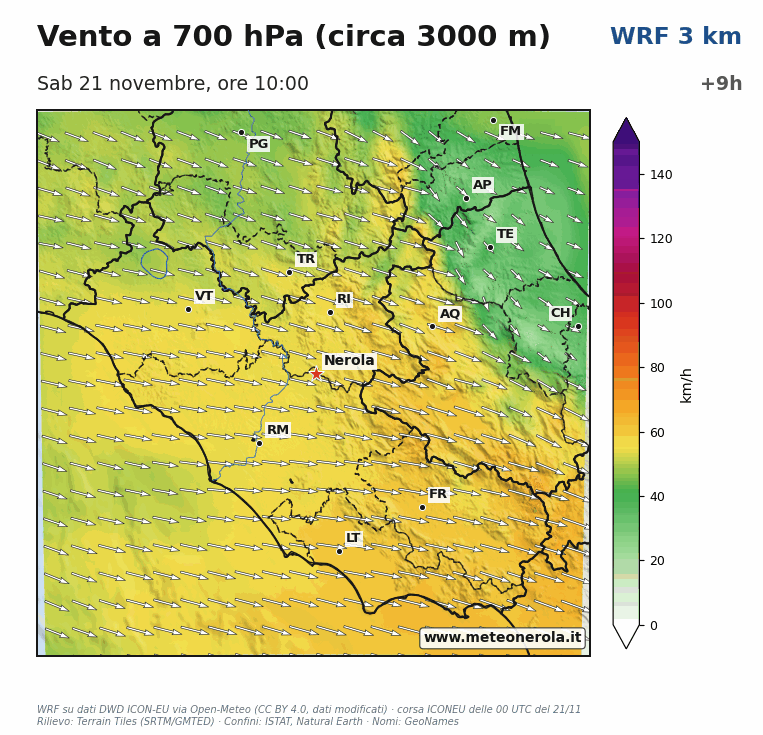 Vento a 700 hPa (circa 3000 m)
WRF 3 km
Sab 21 novembre, ore 10:00
+9h
PG
FM
AP
TE
TR
VT
RI
AQ
CH
Nerola
RM
FR
LT
www.meteonerola.it
140
120
100
80
60
40
20
0
km/h
WRF su dati DWD ICON-EU via Open-Meteo (CC BY 4.0, dati modificati) · corsa ICONEU delle 00 UTC del 21/11
Rilievo: Terrain Tiles (SRTM/GMTED) · Confini: ISTAT, Natural Earth · Nomi: GeoNames